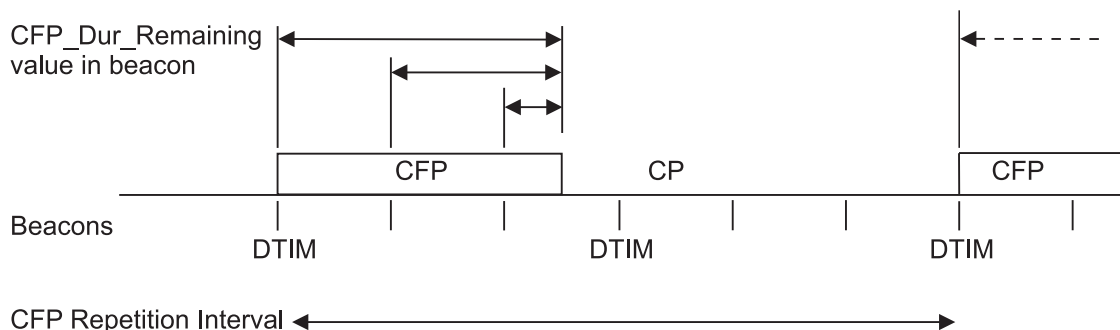 CFP_Dur_Remaining
value in beacon
CFP CP CFP
Beacons
DTIM DTIM DTIM
CFP Repetition Interval